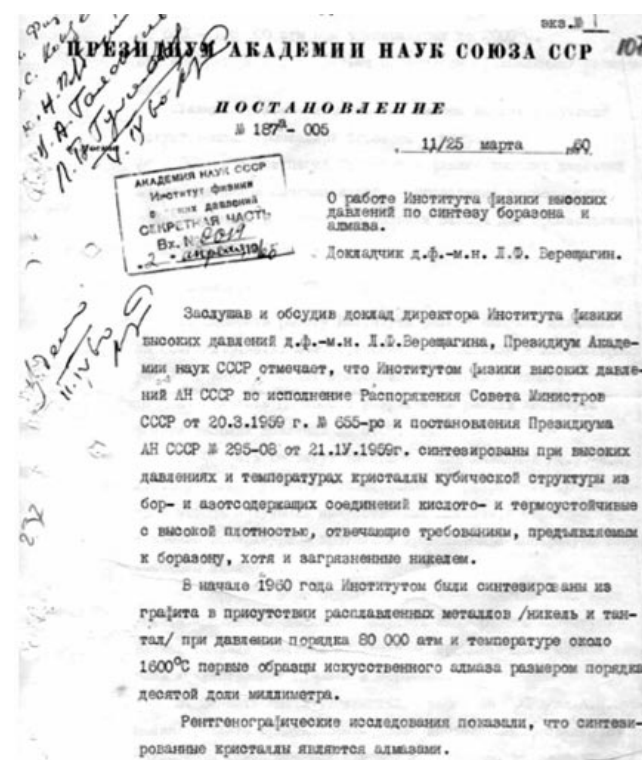 экз.№ 1
ПРЕЗИДИУМ АКАДЕМИИ НАУК СОЮЗА ССР
ПОСТАНОВЛЕНИЕ
№ 187а- 005
11/25 марта 60
АКАДЕМИЯ НАУК СССР
Институт физики
высоких давлений
СЕКРЕТНАЯ ЧАСТЬ
Вх. №
2 апреля
О работе Института физики высоких
давлений по синтезу боразона и
алмаза.
Докладчик д.ф.-м.н. Л.Ф. Верещагин.
Заслушав и обсудив доклад директора Института физики
высоких давлений д.ф.-м.н. Л.Ф.Верещагина, Президиум Акаде-
мии наук СССР отмечает, что Институтом физики высоких давле-
ний АН СССР во исполнение Распоряжения Совета Министров
СССР от 20.3.1959 г. № 655-рс и постановления Президиума
АН СССР № 295-08 от 21.1У.1959г. синтезированы при высоких
давлениях и температурах кристаллы кубической структуры из
бор- и азотсодержащих соединений кислото- и термоустойчивые
с высокой плотностью, отвечающие требованиям, предъявляемым
к боразону, хотя и загрязненные никелем.
В начале 1960 года Институтом были синтезированы из
графита в присутствии расплавленных металлов /никель и тан-
тал/ при давлении порядка 80 000 атм и температуре около
1600°С первые образцы искусственного алмаза размером порядка
десятой доли миллиметра.
Рентгенографические исследования показали, что синтези-
рованные кристаллы являются алмазами.
232